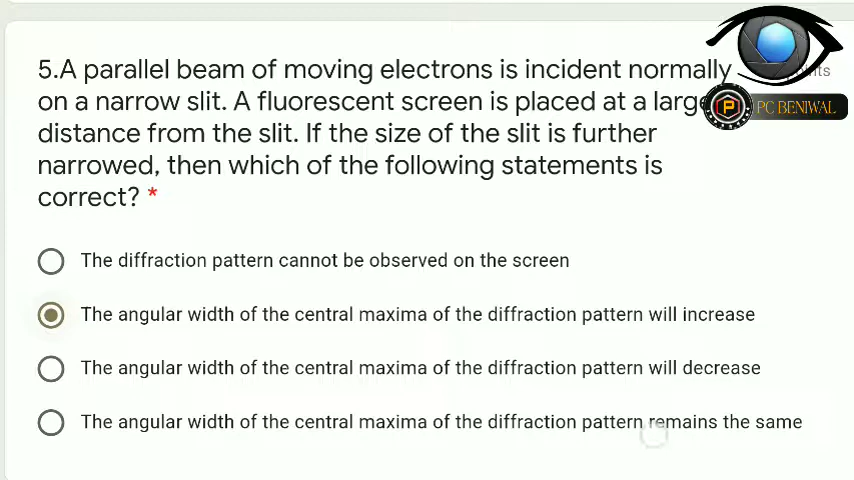 5.A parallel beam of moving electrons is incident normally
on a narrow slit. A fluorescent screen is placed at a large
distance from the slit. If the size of the slit is further
narrowed, then which of the following statements is
correct? *
PC BENIWAL
The diffraction pattern cannot be observed on the screen
The angular width of the central maxima of the diffraction pattern will increase
The angular width of the central maxima of the diffraction pattern will decrease
The angular width of the central maxima of the diffraction pattern remains the same